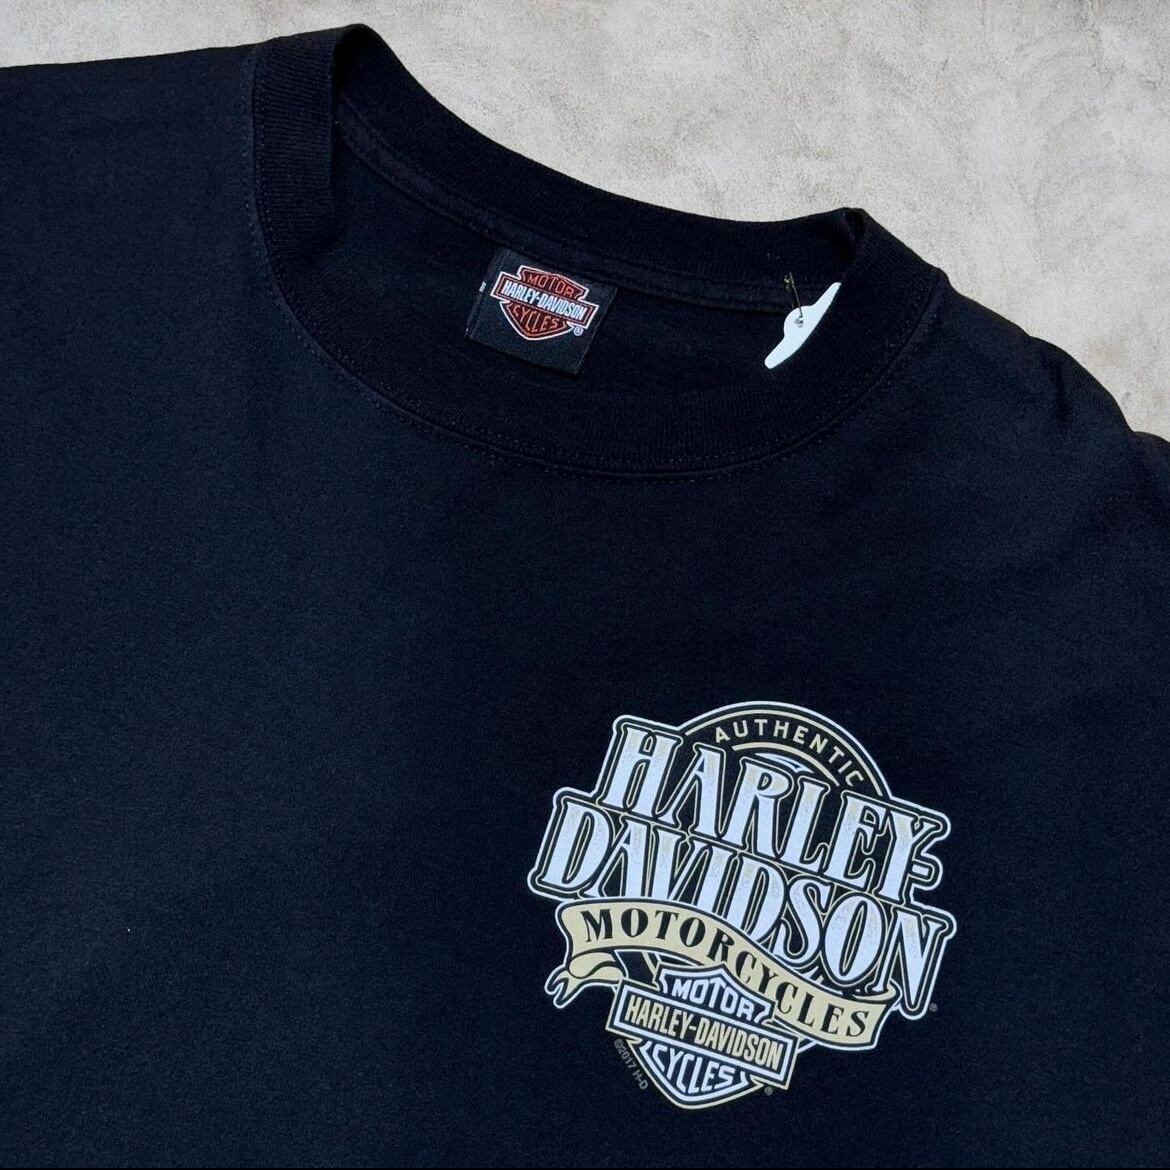 MOTOR
HARLEY-DAVIDSON
CYCLES
®
AUTHENTIC
HARLEY-
DAVIDSON
MOTORCYCLES
®
MOTOR
HARLEY-DAVIDSON
CYCLES
®
©2017 H-D